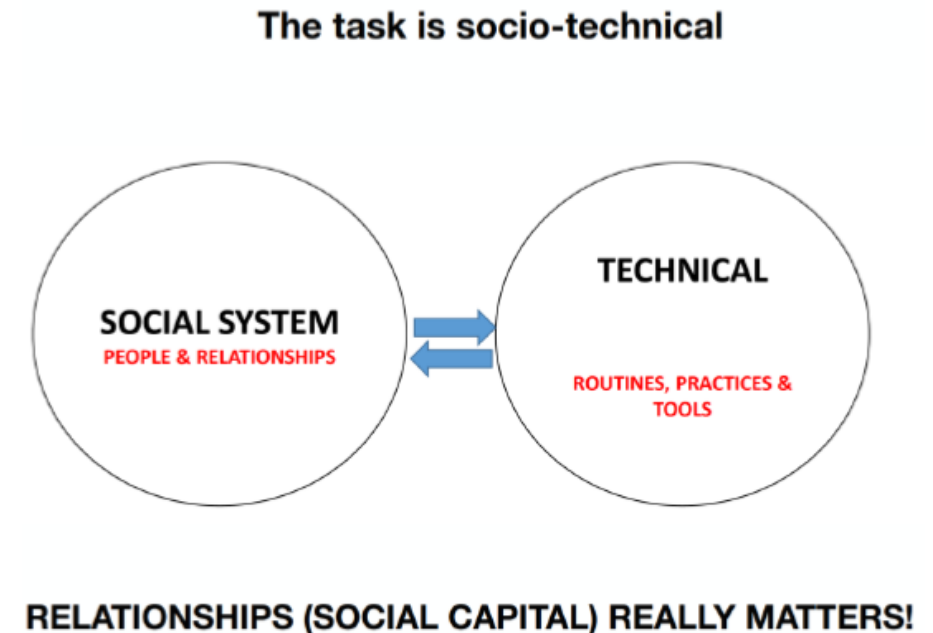 The task is socio-technical
SOCIAL SYSTEM
PEOPLE & RELATIONSHIPS
TECHNICAL
ROUTINES, PRACTICES &
TOOLS
RELATIONSHIPS (SOCIAL CAPITAL) REALLY MATTERS!